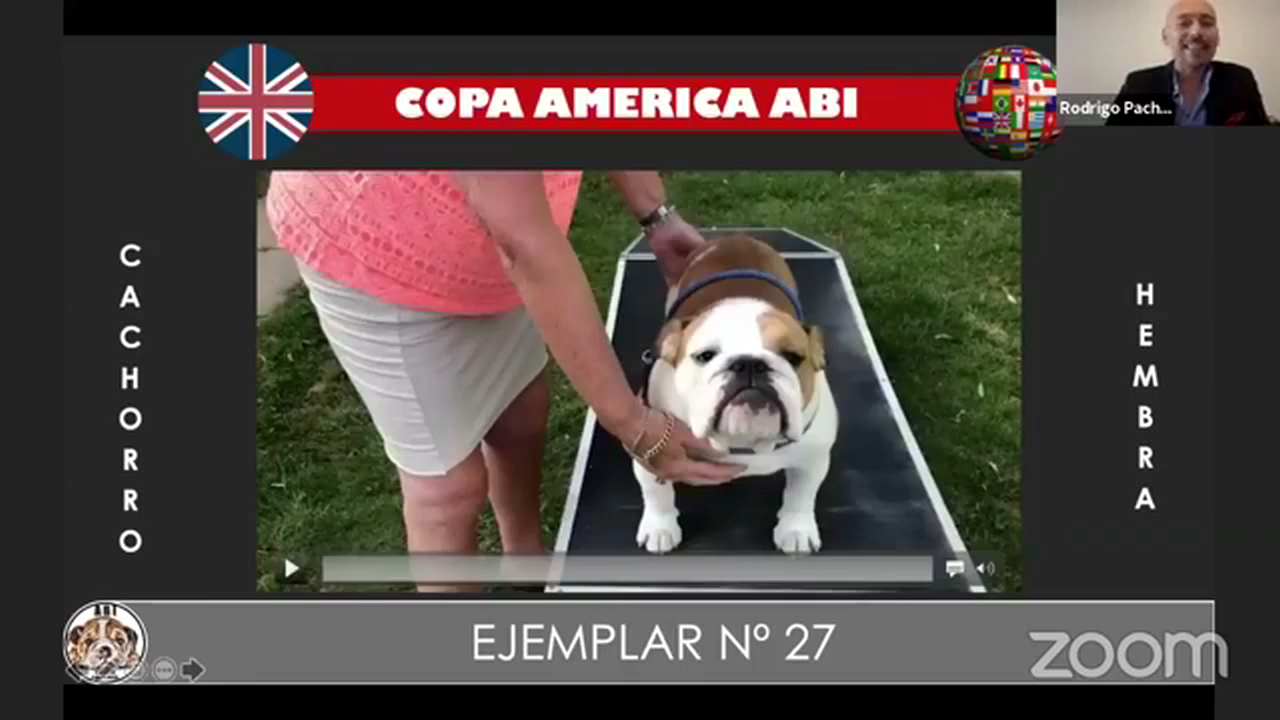 COPA AMERICA ABI
Rodrigo Pach...
CACHORRO
HEMBRA
EJEMPLAR Nº 27
zoom